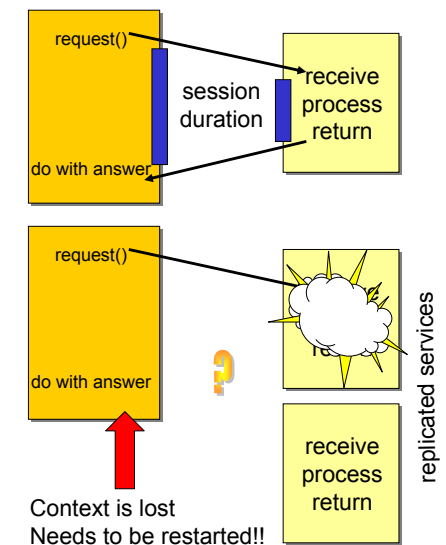 request()
session
duration
receive
process
return
do with answer
request()
do with answer
?
replicated services
receive
process
return
Context is lost
Needs to be restarted!!